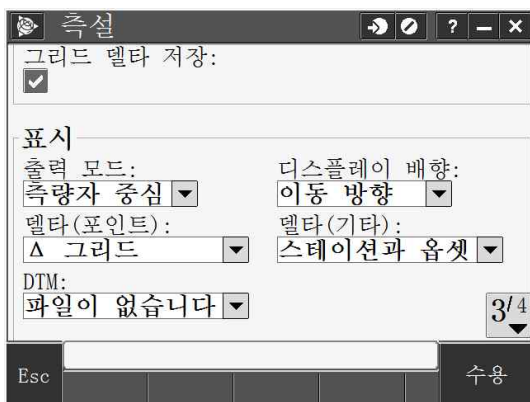 측설
? – ×
그리드 델타 저장:
표시
출력 모드: 디스플레이 배향:
측량자 중심 이동 방향
델타(포인트): 델타(기타):
Δ 그리드 스테이션과 옵셋
DTM:
파일이 없습니다
3/4
Esc 수용